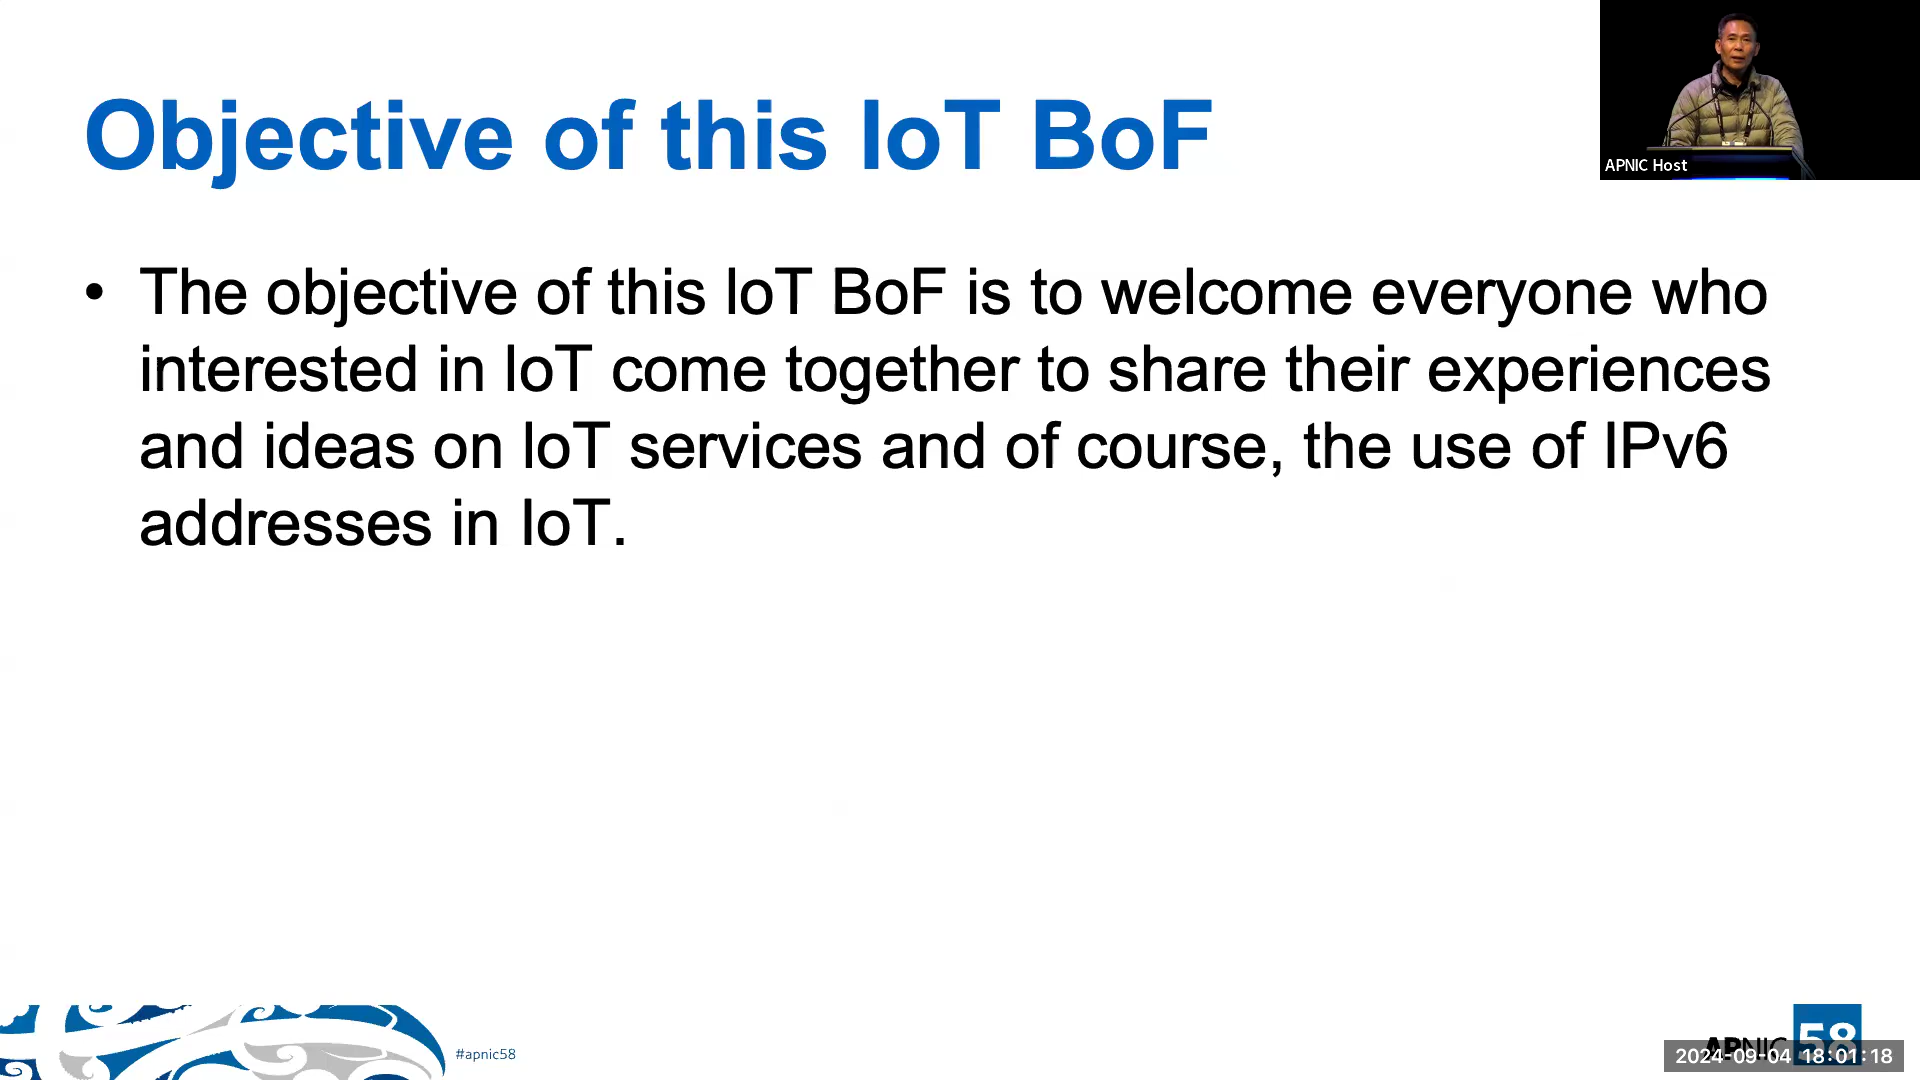 Objective of this IoT BoF
APNIC Host
• The objective of this IoT BoF is to welcome everyone who
interested in IoT come together to share their experiences
and ideas on IoT services and of course, the use of IPv6
addresses in IoT.
#apnic58
APNIC 58
2024-09-04 18:01:18